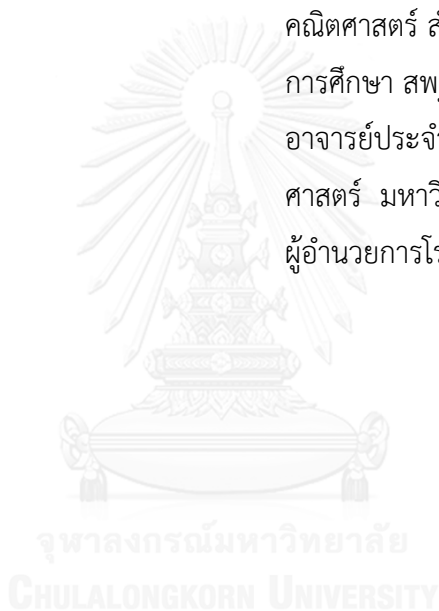 คณิตศาสตร์
การศึกษา
อาจารย์ประจำ
ศาสตร์ มหาวิ
ผู้อำนวยการโร
จุฬาลงกรณ์มหาวิทยาลัย
CHULALONGKORN UNIVERSITY